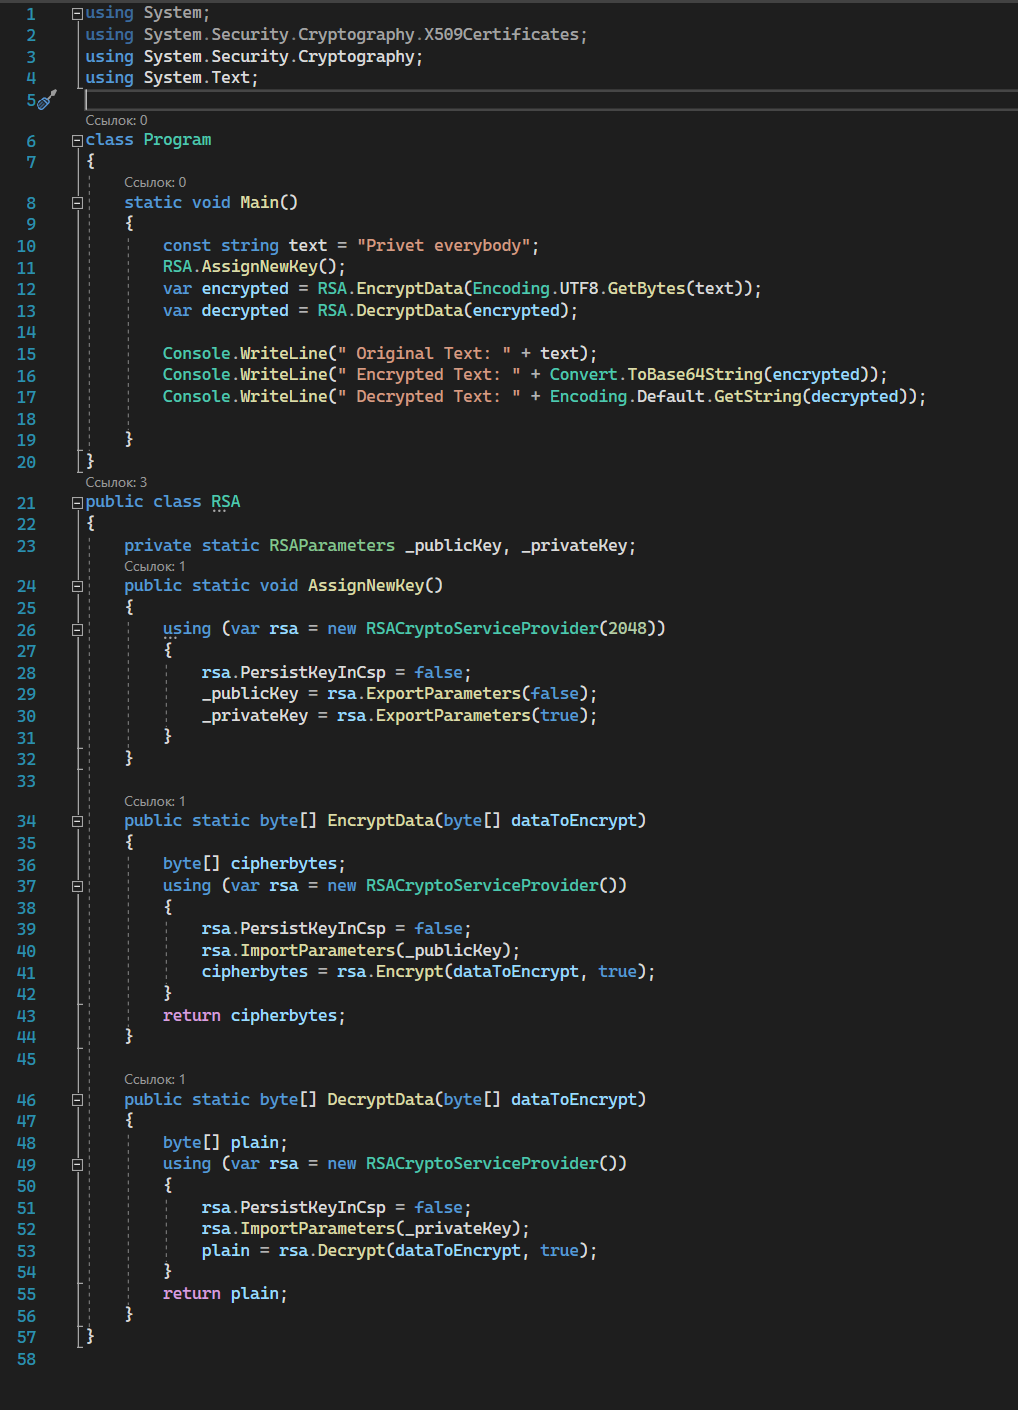 1 using System;
2 using System.Security.Cryptography.X509Certificates;
3 using System.Security.Cryptography;
4 using System.Text;
5
Ссылок: 0
6 class Program
7 {
Ссылок: 0
8 static void Main()
9 {
10 const string text = "Privet everybody";
11 RSA.AssignNewKey();
12 var encrypted = RSA.EncryptData(Encoding.UTF8.GetBytes(text));
13 var decrypted = RSA.DecryptData(encrypted);
14
15 Console.WriteLine(" Original Text: " + text);
16 Console.WriteLine(" Encrypted Text: " + Convert.ToBase64String(encrypted));
17 Console.WriteLine(" Decrypted Text: " + Encoding.Default.GetString(decrypted));
18
19 }
20 }
Ссылок: 3
21 public class RSA
22 {
23 private static RSAParameters _publicKey, _privateKey;
Ссылок: 1
24 public static void AssignNewKey()
25 {
26 using (var rsa = new RSACryptoServiceProvider(2048))
27 {
28 rsa.PersistKeyInCsp = false;
29 _publicKey = rsa.ExportParameters(false);
30 _privateKey = rsa.ExportParameters(true);
31 }
32 }
33
Ссылок: 1
34 public static byte[] EncryptData(byte[] dataToEncrypt)
35 {
36 byte[] cipherbytes;
37 using (var rsa = new RSACryptoServiceProvider())
38 {
39 rsa.PersistKeyInCsp = false;
40 rsa.ImportParameters(_publicKey);
41 cipherbytes = rsa.Encrypt(dataToEncrypt, true);
42 }
43 return cipherbytes;
44 }
45
Ссылок: 1
46 public static byte[] DecryptData(byte[] dataToEncrypt)
47 {
48 byte[] plain;
49 using (var rsa = new RSACryptoServiceProvider())
50 {
51 rsa.PersistKeyInCsp = false;
52 rsa.ImportParameters(_privateKey);
53 plain = rsa.Decrypt(dataToEncrypt, true);
54 }
55 return plain;
56 }
57 }
58